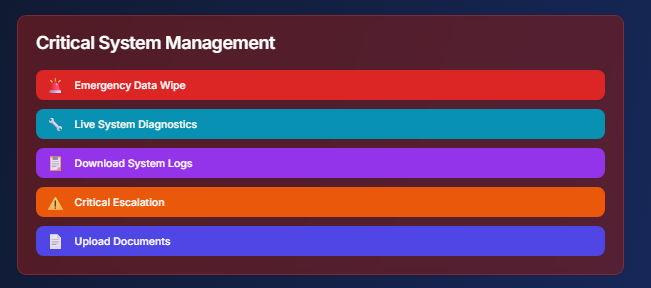 Critical System Management
Emergency Data Wipe
Live System Diagnostics
Download System Logs
Critical Escalation
Upload Documents